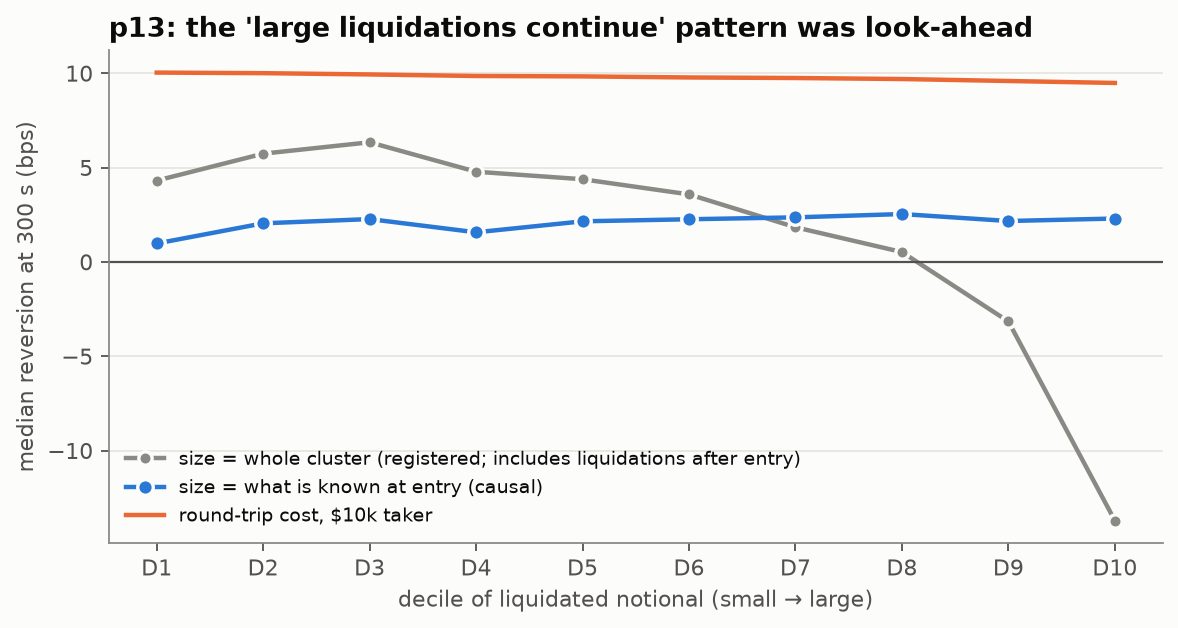 p13: the 'large liquidations continue' pattern was look-ahead
median reversion at 300 s (bps)
10
5
0
−5
−10
size = whole cluster (registered; includes liquidations after entry)
size = what is known at entry (causal)
round-trip cost, $10k taker
D1 D2 D3 D4 D5 D6 D7 D8 D9 D10
decile of liquidated notional (small → large)